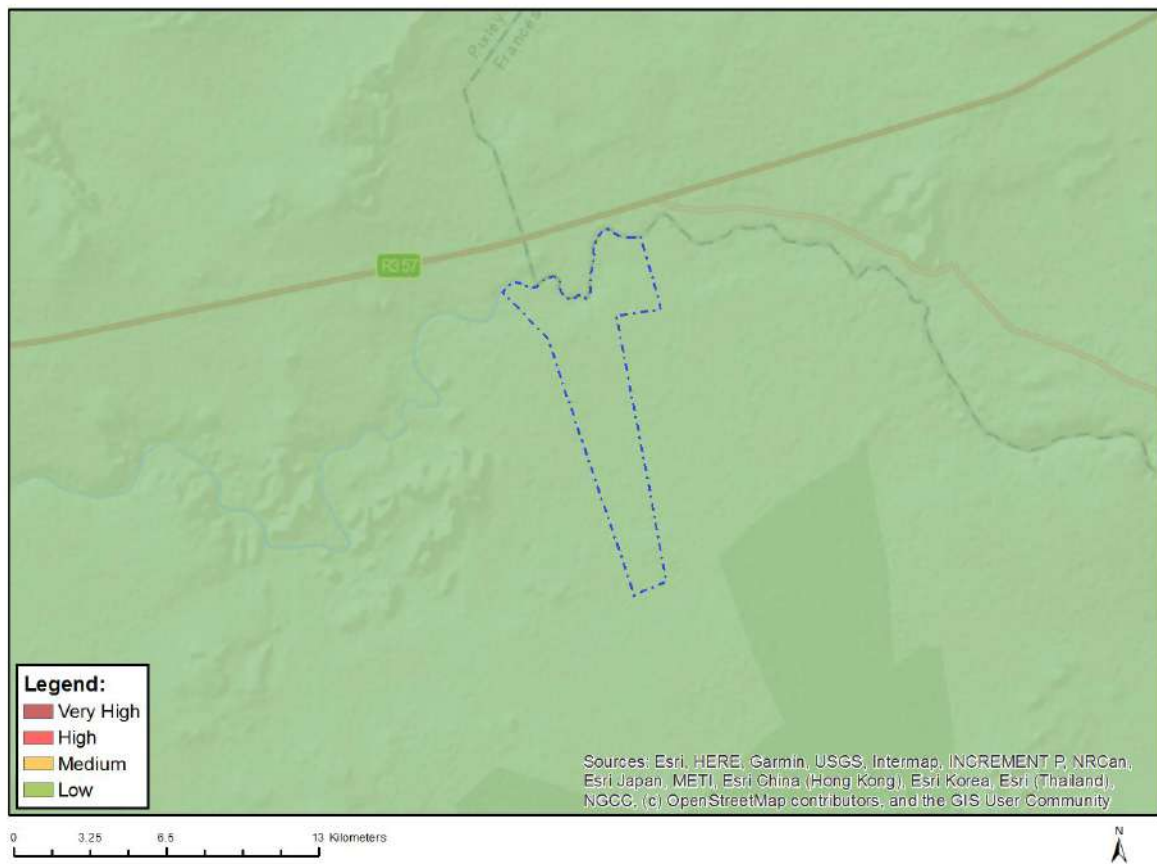 Pixley
Frances
R357
Legend:
Very High
High
Medium
Low
Sources: Esri, HERE, Garmin, USGS, Intermap, INCREMENT P, NRCan,
Esri Japan, METI, Esri China (Hong Kong), Esri Korea, Esri (Thailand),
NGCC, (c) OpenStreetMap contributors, and the GIS User Community
0 3.25 6.5 13 Kilometers
N